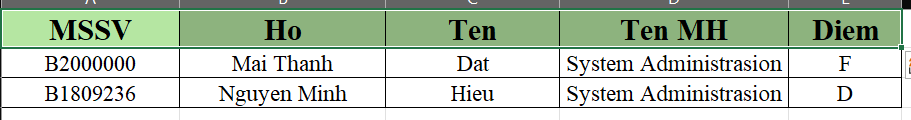 MSSV Ho Ten Ten MH Diem
B2000000 Mai Thanh Dat System Administrasion F
B1809236 Nguyen Minh Hieu System Administrasion D